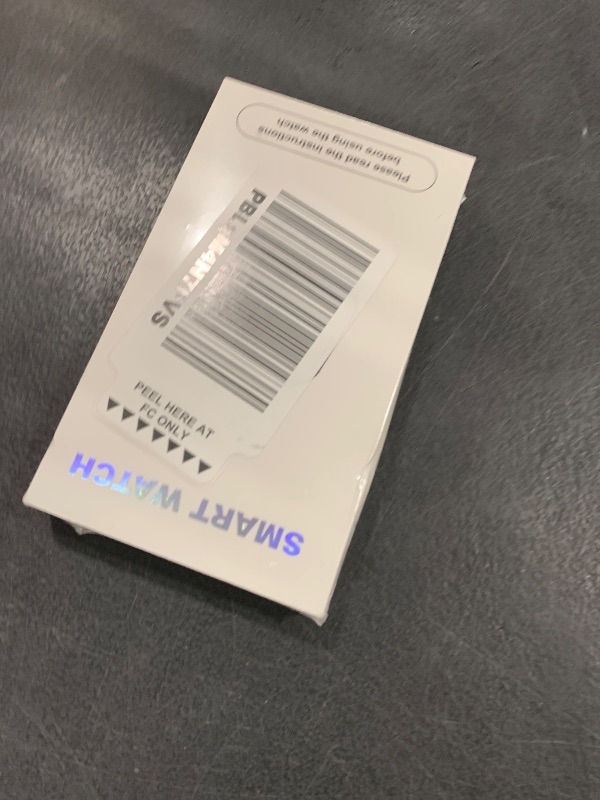 SMART WATCH
PEEL HERE AT
FC ONLY
Please read the instructions
before using the watch